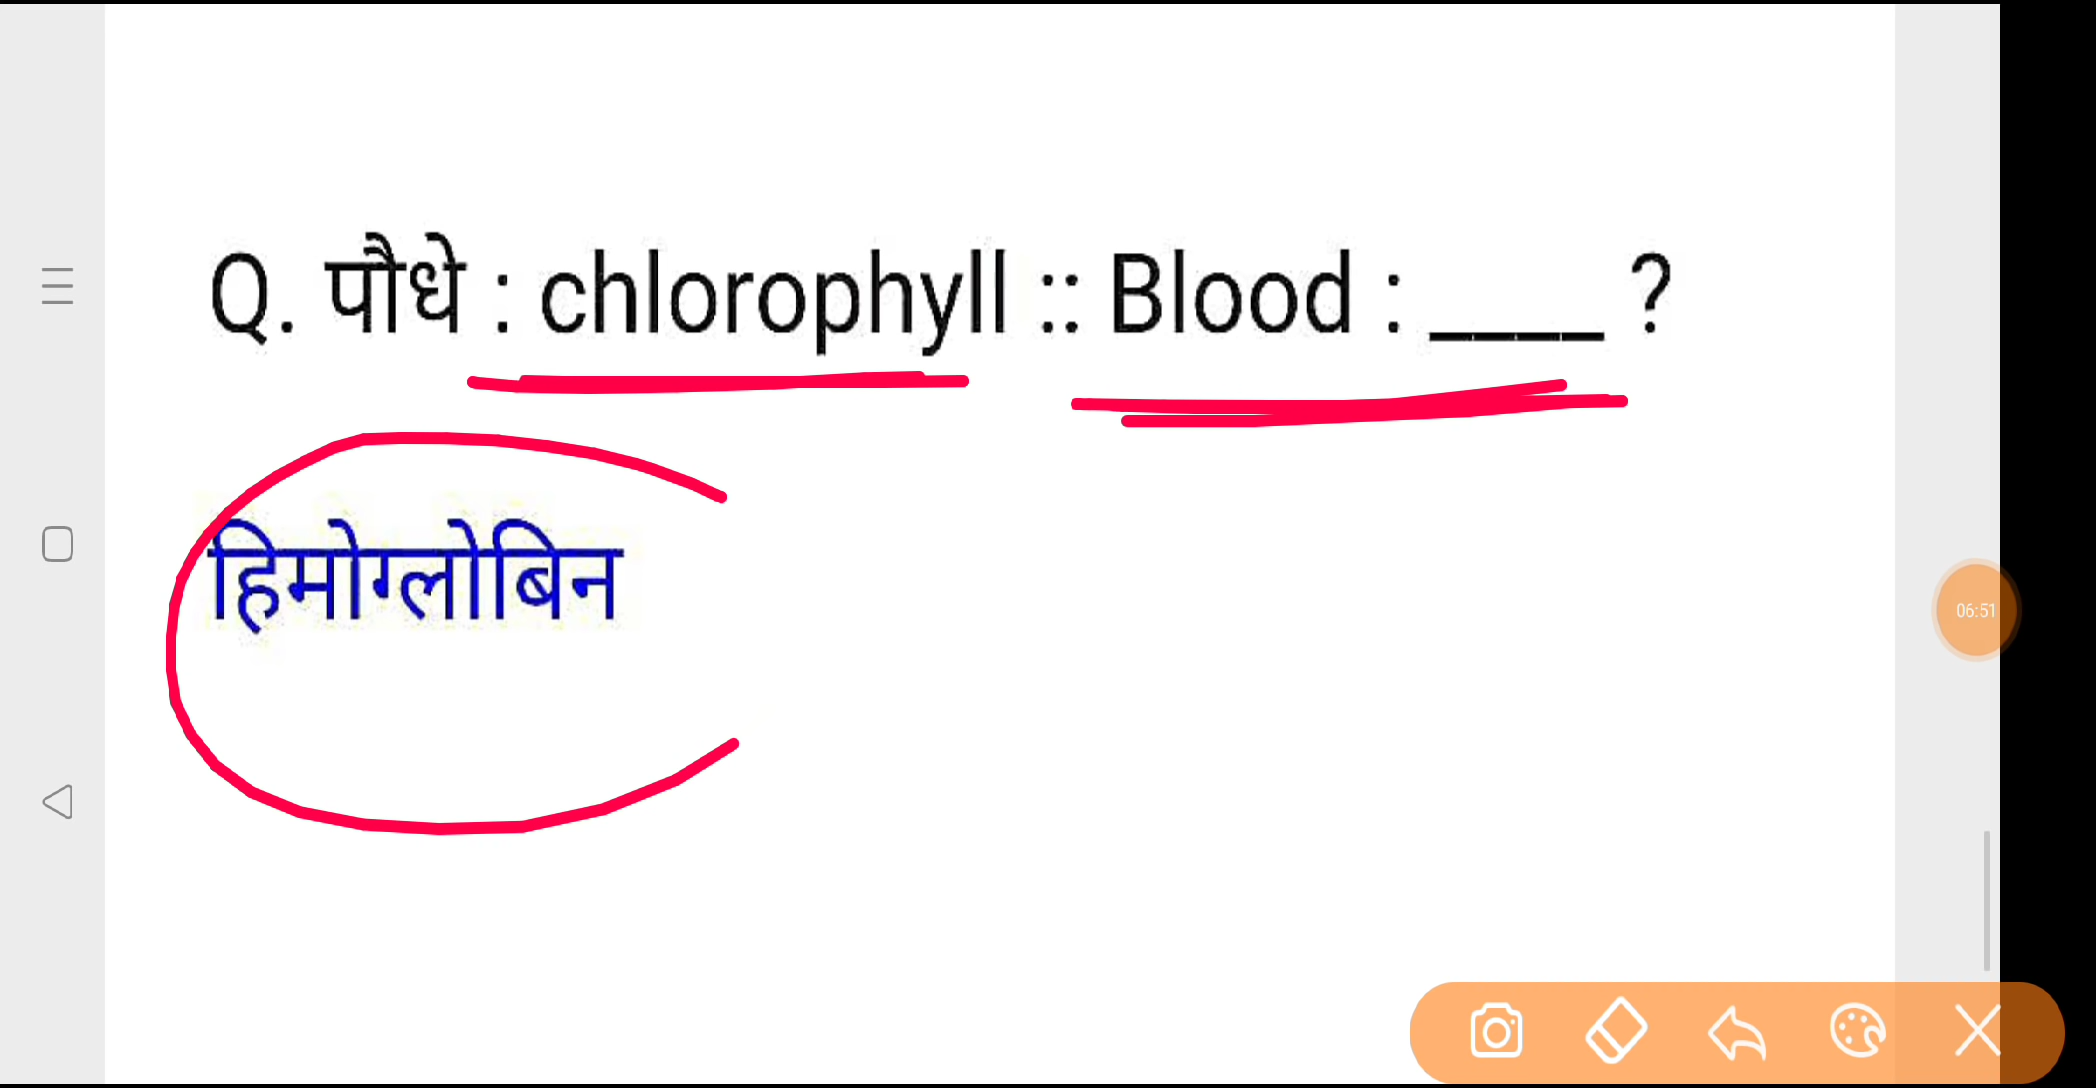 Q. पौधे : chlorophyll :: Blood : ____ ?
हिमोग्लोबिन
06:51